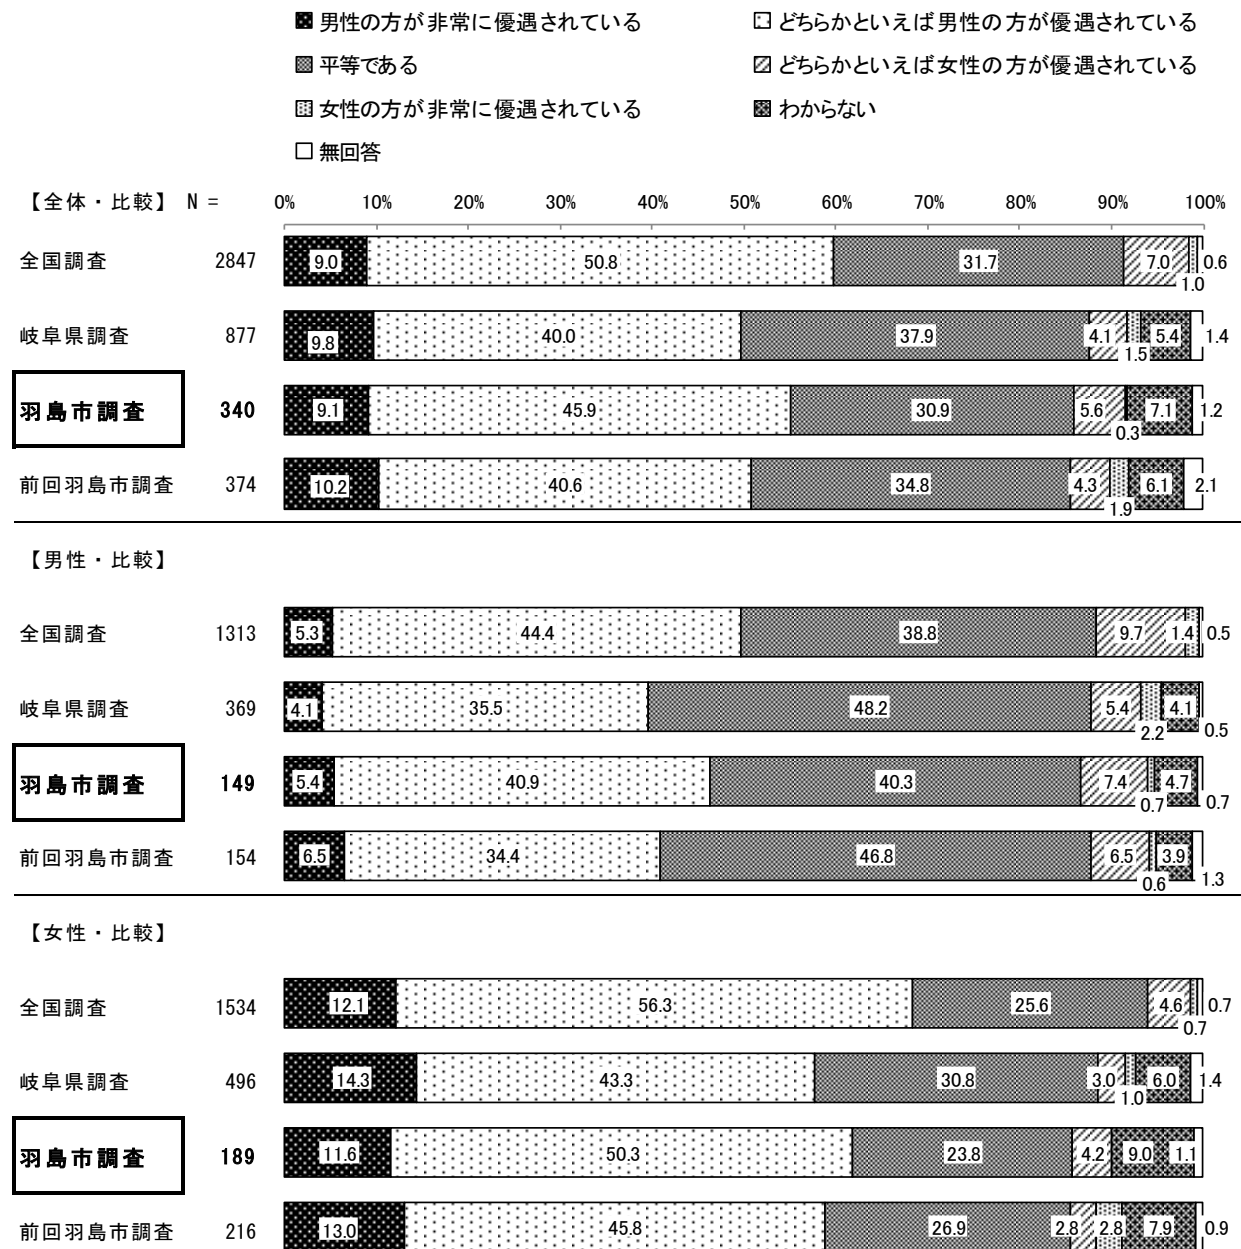 男性の方が非常に優遇されている どちらかといえば男性の方が優遇されている
平等である どちらかといえば女性の方が優遇されている
女性の方が非常に優遇されている わからない
無回答
【全体・比較】 N = 0% 10% 20% 30% 40% 50% 60% 70% 80% 90% 100%
全国調査 2847 9.0 50.8 31.7 7.0 1.0 0.6
岐阜県調査 877 9.8 40.0 37.9 4.1 1.5 5.4 1.4
羽島市調査 340 9.1 45.9 30.9 5.6 0.3 7.1 1.2
前回羽島市調査 374 10.2 40.6 34.8 4.3 1.9 6.1 2.1
【男性・比較】
全国調査 1313 5.3 44.4 38.8 9.7 1.4 0.5
岐阜県調査 369 4.1 35.5 48.2 5.4 2.2 4.1 0.5
羽島市調査 149 5.4 40.9 40.3 7.4 0.7 4.7 0.7
前回羽島市調査 154 6.5 34.4 46.8 6.5 0.6 3.9 1.3
【女性・比較】
全国調査 1534 12.1 56.3 25.6 4.6 0.7 0.7
岐阜県調査 496 14.3 43.3 30.8 3.0 1.0 6.0 1.4
羽島市調査 189 11.6 50.3 23.8 4.2 9.0 1.1
前回羽島市調査 216 13.0 45.8 26.9 2.8 2.8 7.9 0.9